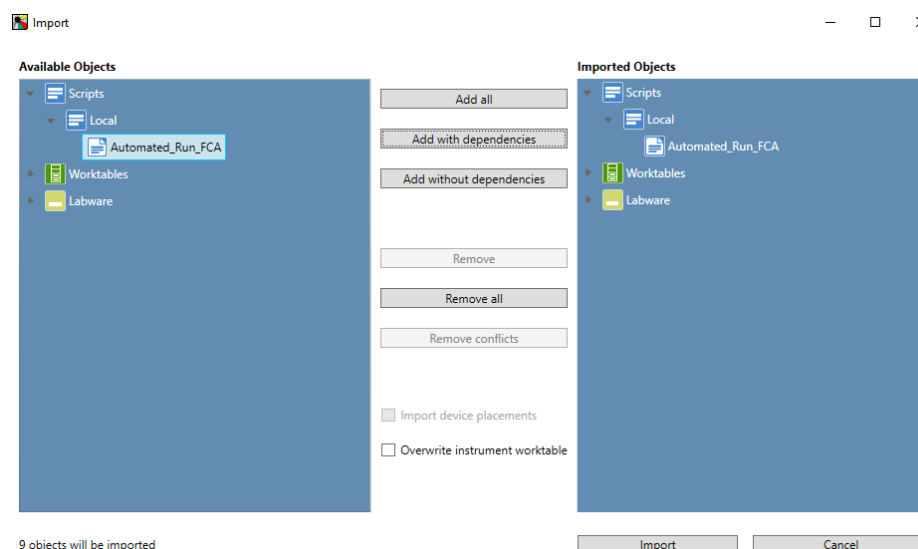 Import
Available Objects
Scripts
Local
Automated_Run_FCA
Worktables
Labware
Add all
Add with dependencies
Add without dependencies
Remove
Remove all
Remove conflicts
Import device placements
Overwrite instrument worktable
Imported Objects
Scripts
Local
Automated_Run_FCA
Worktables
Labware
9 objects will be imported
Import
Cancel